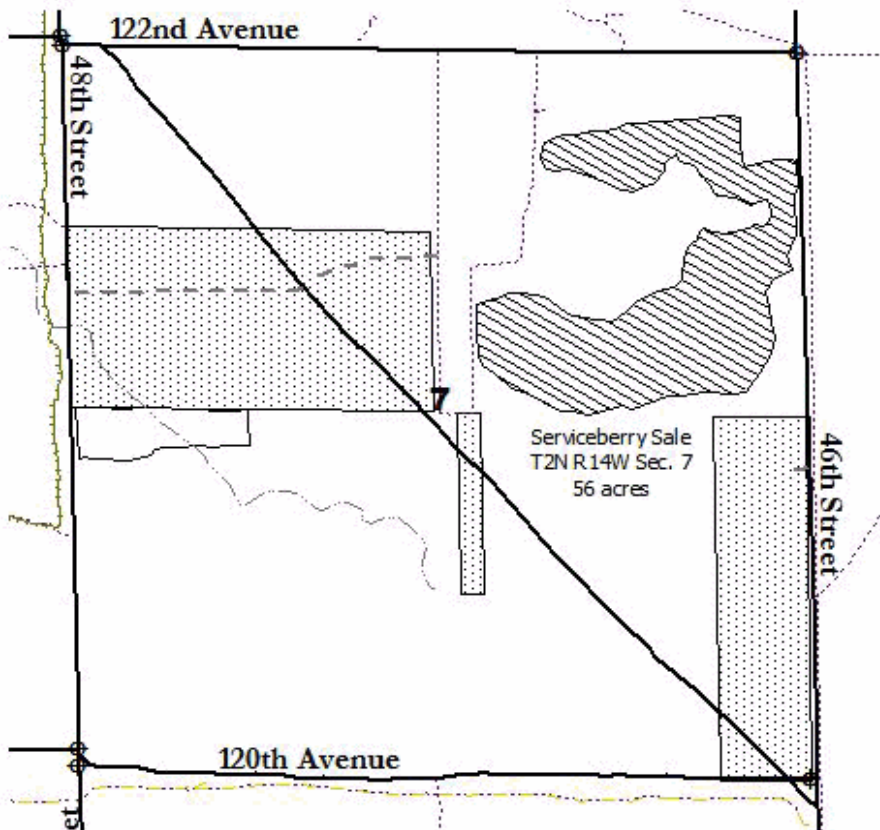 122nd Avenue
48th Street
7
Serviceberry Sale
T2N R14W Sec. 7
56 acres
46th Street
120th Avenue